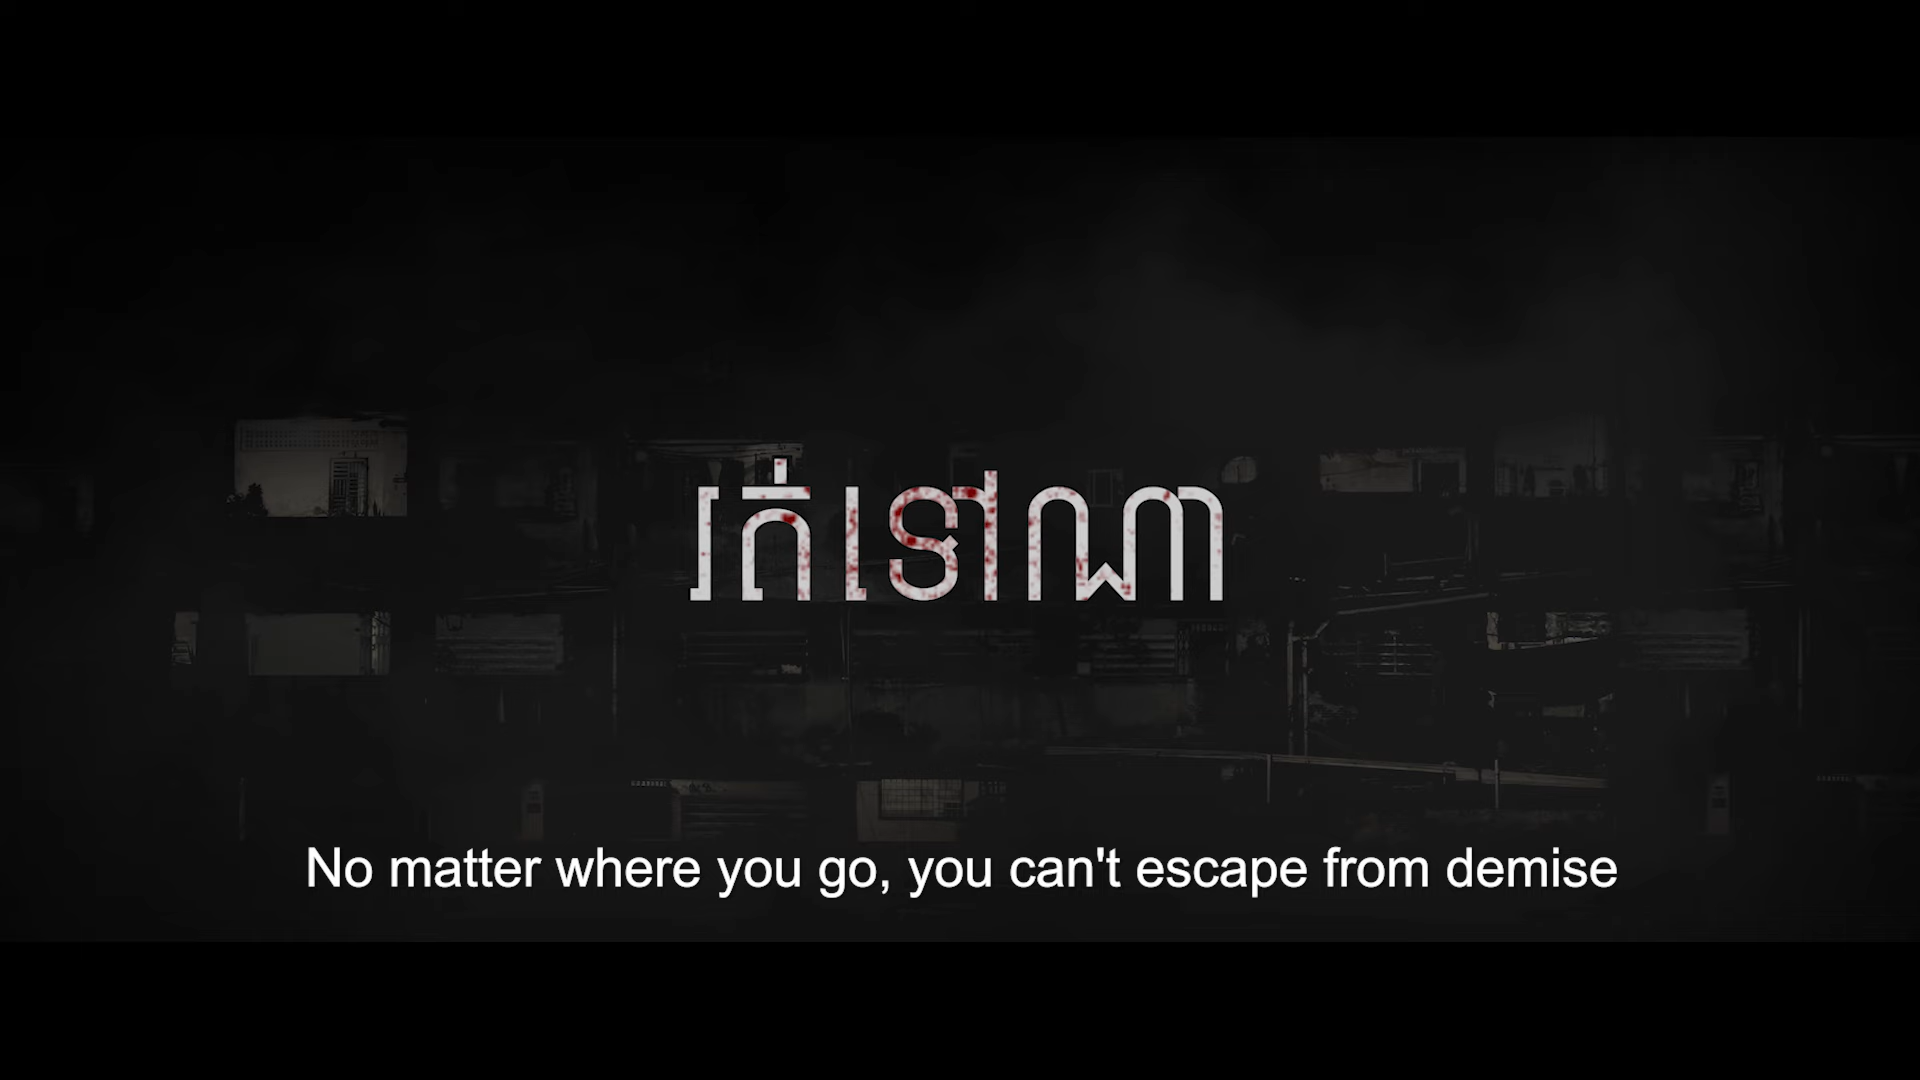 រត់ទៅណា
No matter where you go, you can't escape from demise